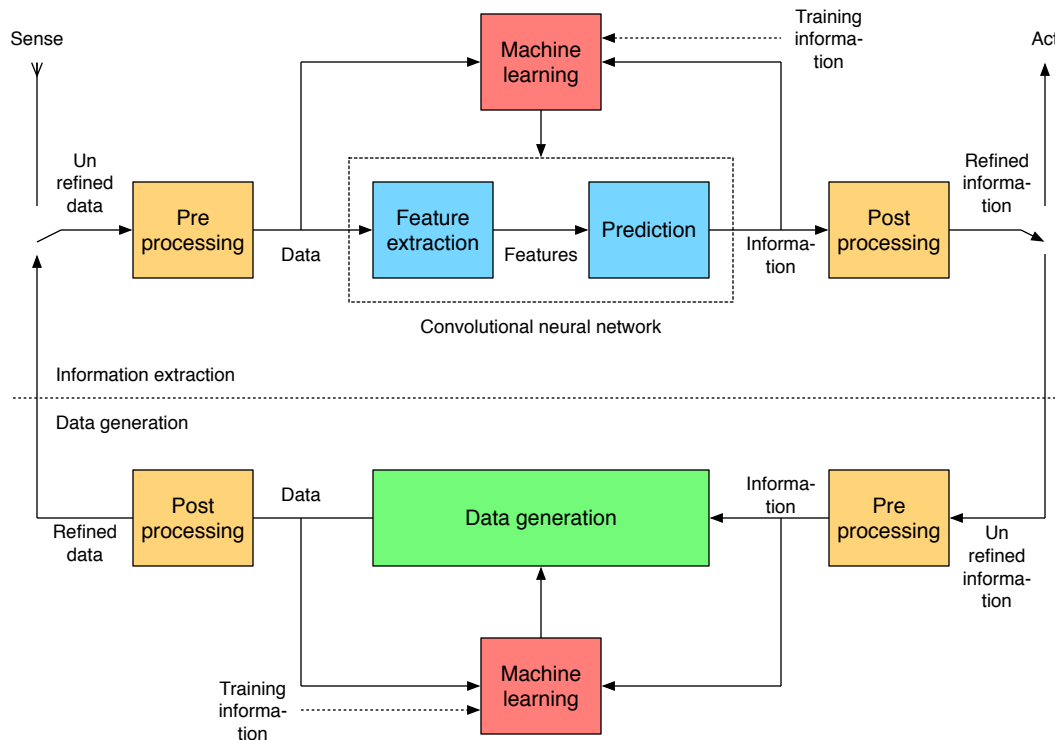 Sense
Machine
learning
Training
informa-
tion
Act
Un
refined
data
Pre
processing
Data
Feature
extraction
Features
Prediction
Informa-
tion
Post
processing
Refined
informa-
tion
Convolutional neural network
Information extraction
Data generation
Refined
data
Post
processing
Data
Data generation
Informa-
tion
Pre
processing
Un
refined
informa-
tion
Training
informa-
tion
Machine
learning